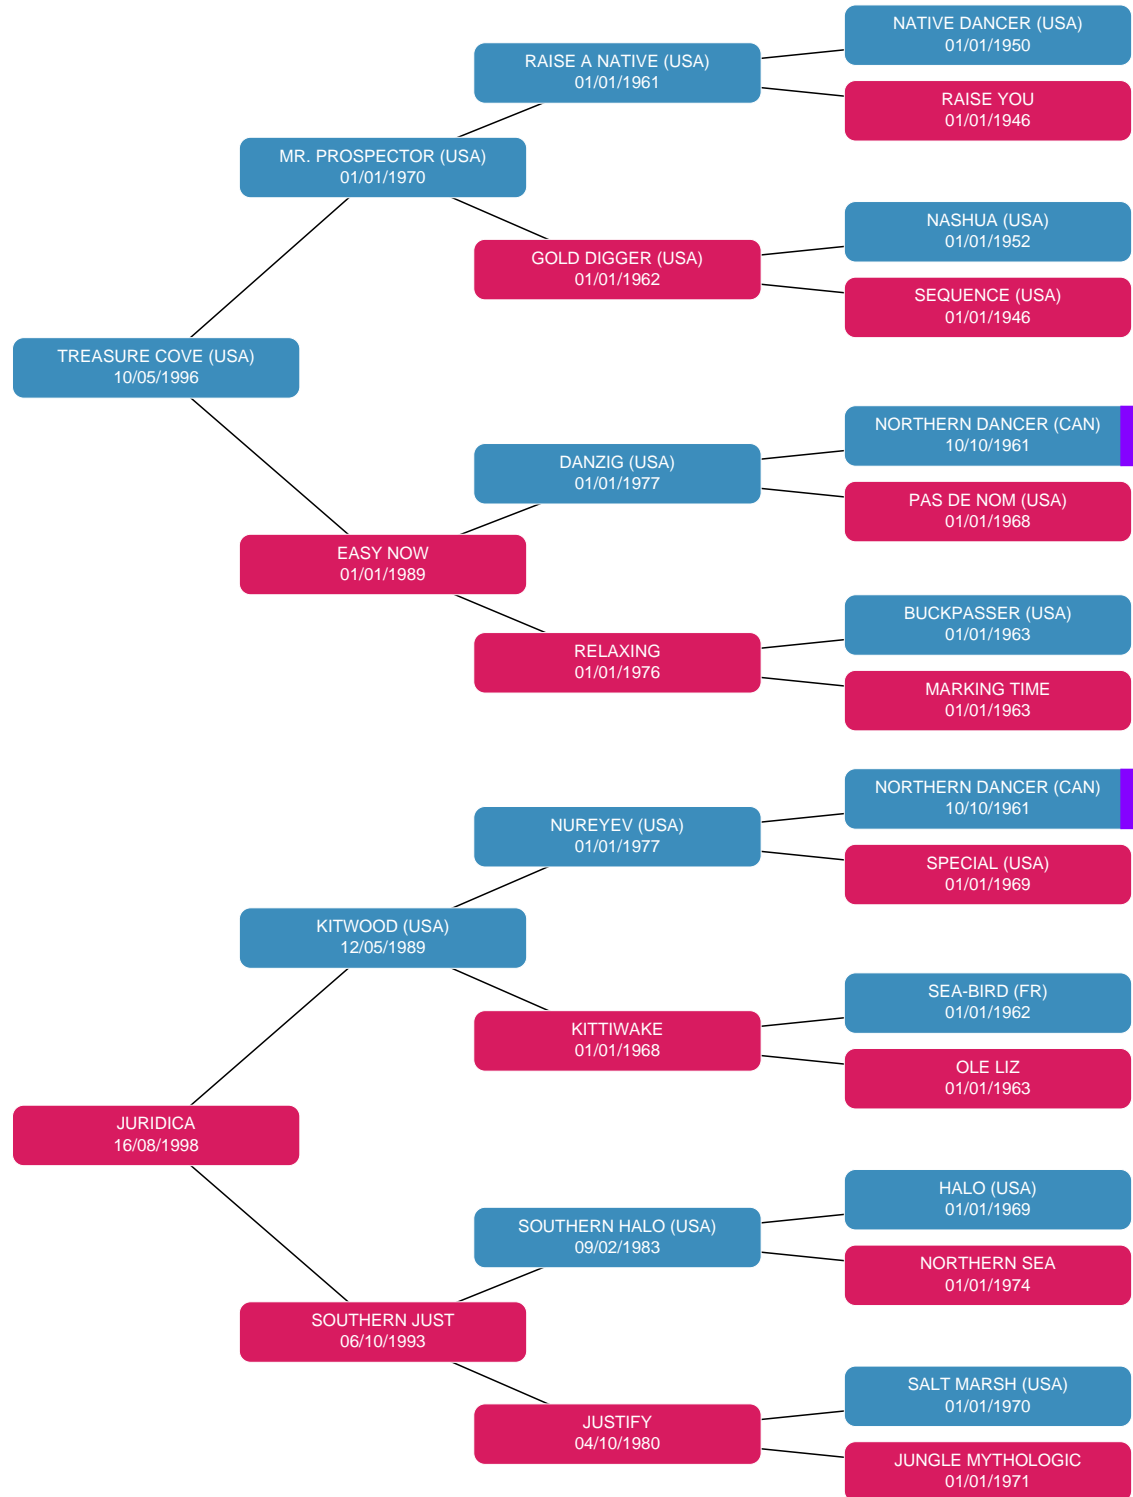 NATIVE DANCER (USA)
01/01/1950
RAISE A NATIVE (USA)
01/01/1961
RAISE YOU
01/01/1946
MR. PROSPECTOR (USA)
01/01/1970
NASHUA (USA)
01/01/1952
GOLD DIGGER (USA)
01/01/1962
SEQUENCE (USA)
01/01/1946
TREASURE COVE (USA)
10/05/1996
NORTHERN DANCER (CAN)
10/10/1961
DANZIG (USA)
01/01/1977
PAS DE NOM (USA)
01/01/1968
EASY NOW
01/01/1989
BUCKPASSER (USA)
01/01/1963
RELAXING
01/01/1976
MARKING TIME
01/01/1963
NORTHERN DANCER (CAN)
10/10/1961
NUREYEV (USA)
01/01/1977
SPECIAL (USA)
01/01/1969
KITWOOD (USA)
12/05/1989
SEA-BIRD (FR)
01/01/1962
KITTIWAKE
01/01/1968
OLE LIZ
01/01/1963
JURIDICA
16/08/1998
HALO (USA)
01/01/1969
SOUTHERN HALO (USA)
09/02/1983
NORTHERN SEA
01/01/1974
SOUTHERN JUST
06/10/1993
SALT MARSH (USA)
01/01/1970
JUSTIFY
04/10/1980
JUNGLE MYTHOLOGIC
01/01/1971